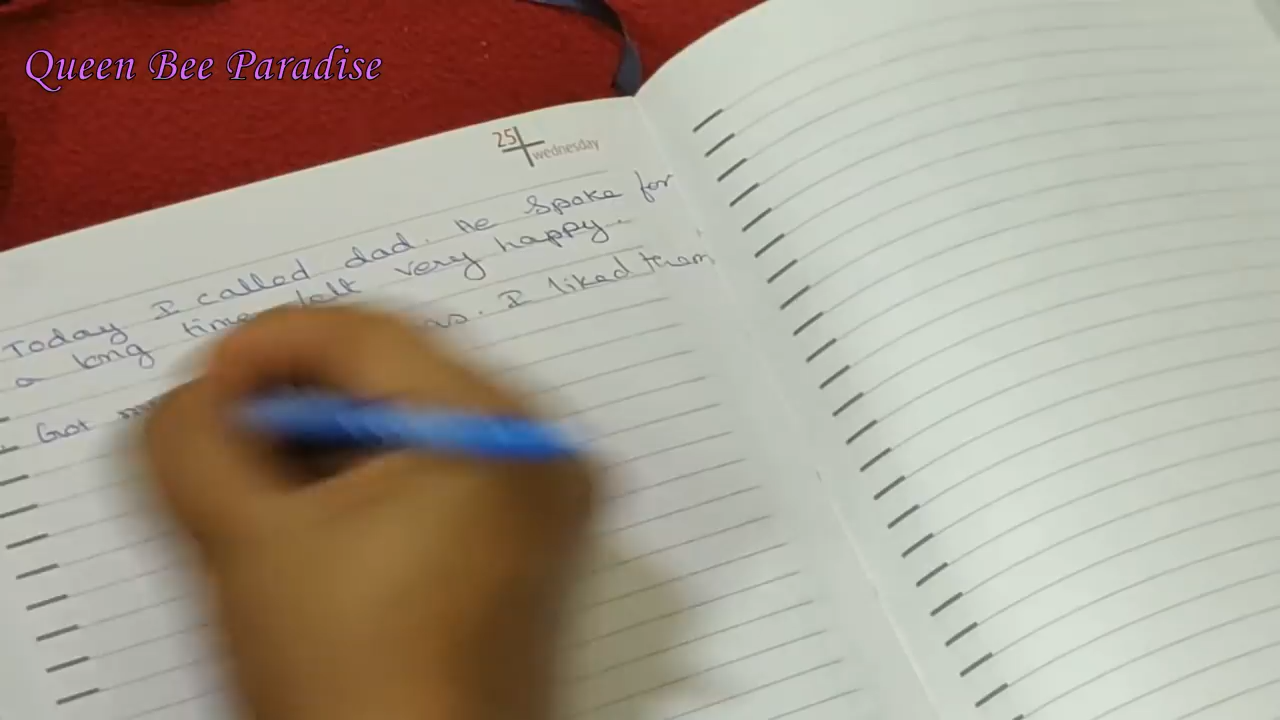 Queen Bee Paradise
25
wednesday
Today I called dad. He spoke for
a long time felt very happy.
Got as. I liked them